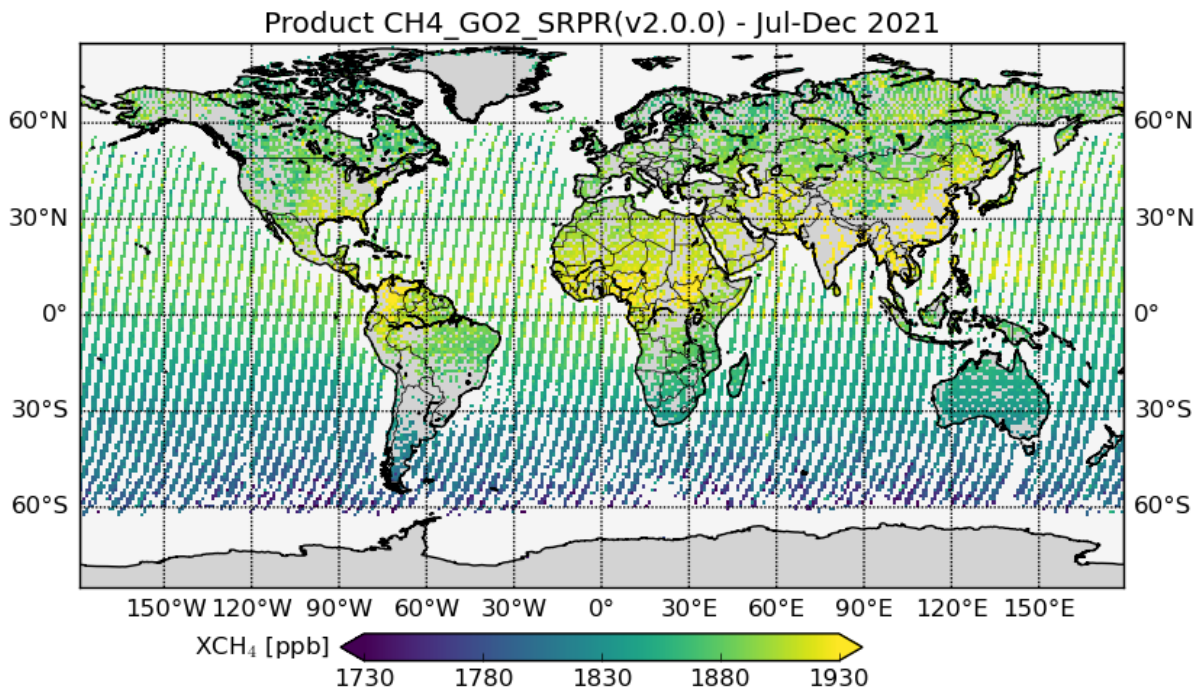 Product CH4_GO2_SRPR(v2.0.0) - Jul-Dec 2021
60°N 60°N
30°N 30°N
0° 0°
30°S 30°S
60°S 60°S
150°W 120°W 90°W 60°W 30°W 0° 30°E 60°E 90°E 120°E 150°E
XCH₄ [ppb]
1730 1780 1830 1880 1930